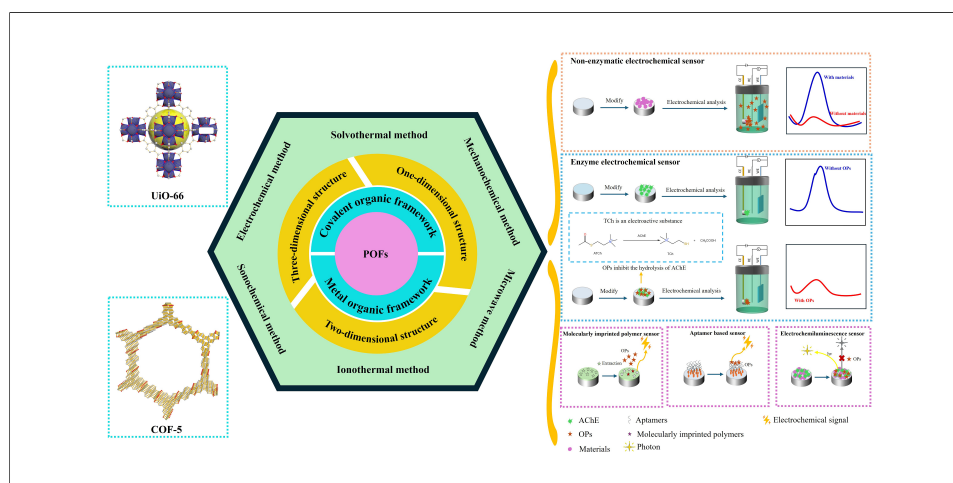 UiO-66
COF-5
Solvothermal method
Mechanochemical method
Microwave method
Ionothermal method
Sonochemical method
Electrochemical method
One-dimensional structure
Two-dimensional structure
Three-dimensional structure
Covalent organic framework
Metal organic framework
POFs
Non-enzymatic electrochemical sensor
Modify
Electrochemical analysis
With materials
Without materials
Enzyme electrochemical sensor
Modify
Electrochemical analysis
Without OPs
TCh is an electroactive substance
AChE
ATCh
TCh
+ CH₃COOH
OPs inhibit the hydrolysis of AChE
Modify
Electrochemical analysis
With OPs
Molecularly imprinted polymer sensor
OPs
Extraction
Aptamer based sensor
OPs
Electrochemiluminescence sensor
OPs
AChE
Aptamers
Electrochemical signal
OPs
Molecularly imprinted polymers
Materials
Photon